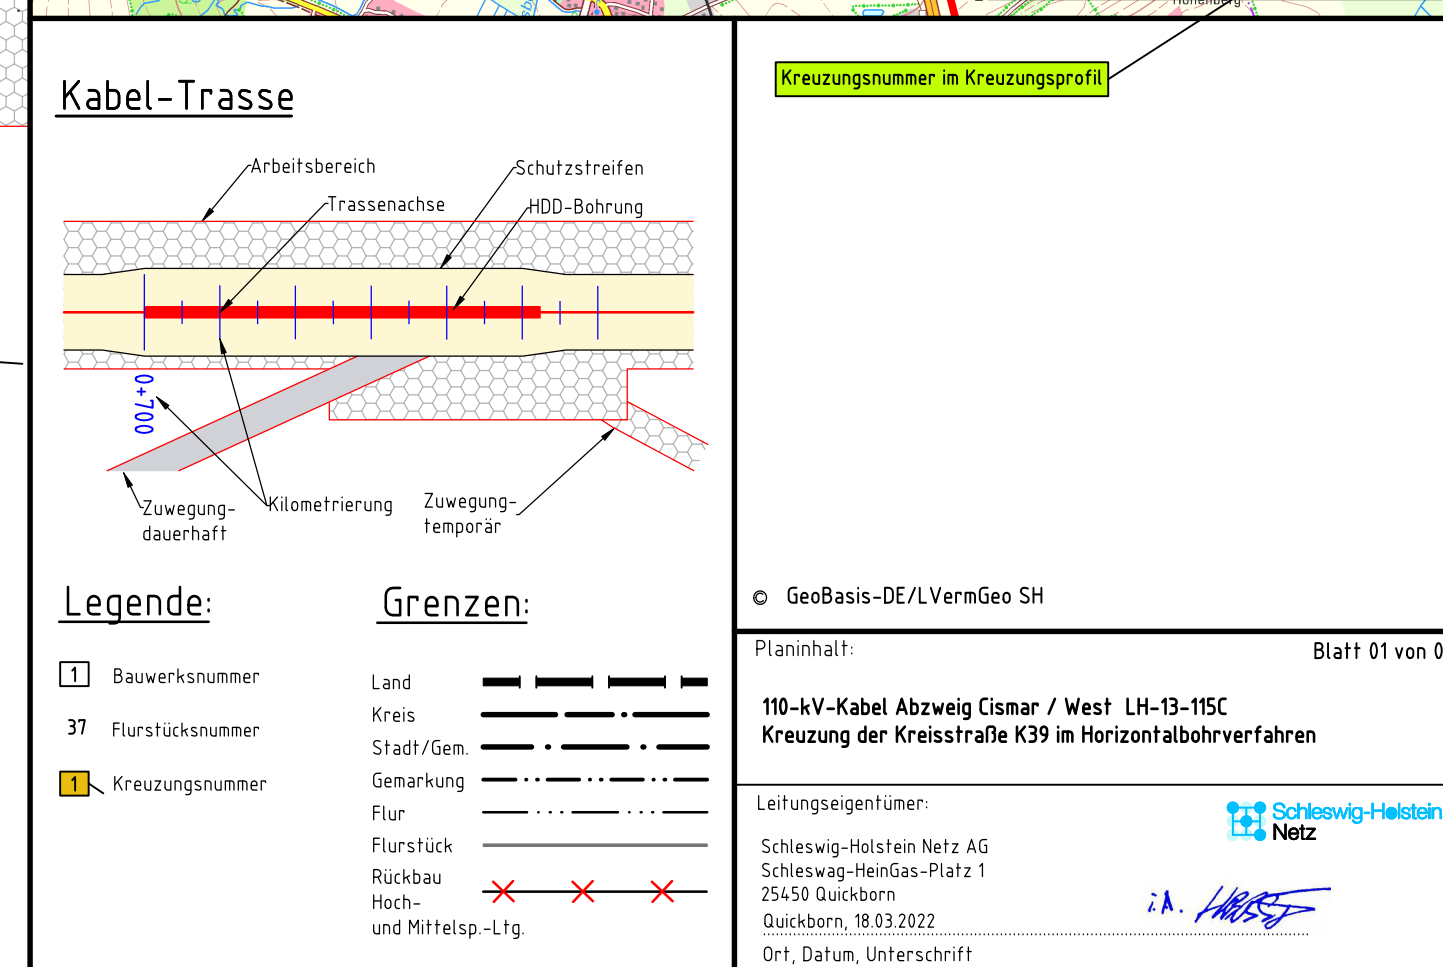 Kabel-Trasse
Arbeitsbereich
Schutzstreifen
Trassenachse
HDD-Bohrung
0+700
Zuwegung-
dauerhaft
Kilometrierung
Zuwegung-
temporär
Legende:
1 Bauwerksnummer
37 Flurstücksnummer
1 Kreuzungsnummer
Grenzen:
Land
Kreis
Stadt/Gem.
Gemarkung
Flur
Flurstück
Rückbau
Hoch-
und Mittelsp.-Ltg.
Kreuzungsnummer im Kreuzungsprofil
© GeoBasis-DE/LVermGeo SH
Planinhalt:
Blatt 01 von 0
110-kV-Kabel Abzweig Cismar / West LH-13-115C
Kreuzung der Kreisstraße K39 im Horizontalbohrverfahren
Leitungseigentümer:
Schleswig-Holstein
Netz
Schleswig-Holstein Netz AG
Schleswag-HeinGas-Platz 1
25450 Quickborn
i.A.
Quickborn, 18.03.2022
Ort, Datum, Unterschrift